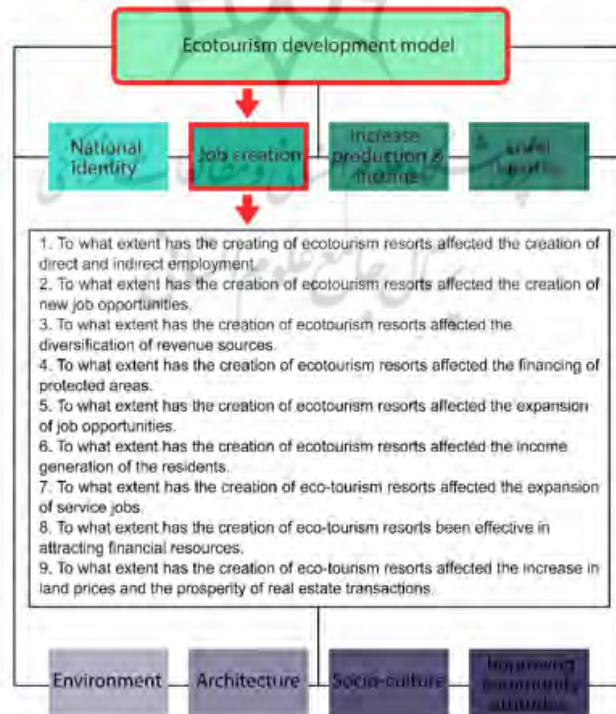 Ecotourism development model
National
Identity
Job creation
Increase
production &
income
1. To what extent has the creating of ecotourism resorts affected the creation of
direct and indirect employment.
2. To what extent has the creation of ecotourism resorts affected the creation of
new job opportunities.
3. To what extent has the creation of ecotourism resorts affected the
diversification of revenue sources.
4. To what extent has the creation of ecotourism resorts affected the financing of
protected areas.
5. To what extent has the creation of ecotourism resorts affected the expansion
of job opportunities.
6. To what extent has the creation of ecotourism resorts affected the income
generation of the residents.
7. To what extent has the creation of eco-tourism resorts affected the expansion
of service jobs.
8. To what extent has the creation of eco-tourism resorts been effective in
attracting financial resources.
9. To what extent has the creation of eco-tourism resorts affected the increase in
land prices and the prosperity of real estate transactions.
پرتال جامع علوم انسانی
Environment
Architecture
Socio-culture
Improving
community